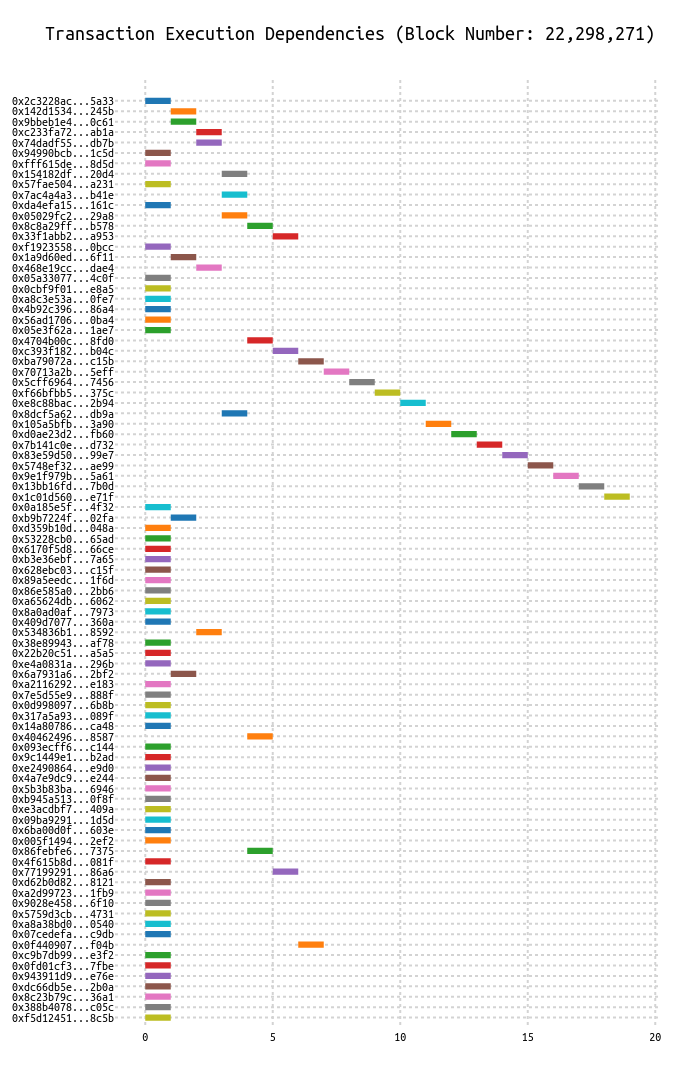 Transaction Execution Dependencies (Block Number: 22,298,271)
0x2c3228ac...5a33
0x142d1534...245b
0x9bbeb1e4...0c61
0xc233fa72...ab1a
0x74dadf55...db7b
0x94990bcb...1c5d
0xfff615de...8d5d
0x154182df...20d4
0x57fae504...a231
0x7ac4a4a3...b41e
0xda4efa15...161c
0x05029fc2...29a8
0x8c8a29ff...b578
0x33f1abb2...a953
0xf1923558...0bcc
0x1a9d60ed...6f11
0x468e19cc...dae4
0x05a33077...4c0f
0x0cbf9f01...e8a5
0xa8c3e53a...0fe7
0x4b92c396...86a4
0x56ad1706...0ba4
0x05e3f62a...1ae7
0x4704b00c...8fd0
0xc393f182...b04c
0xba79072a...c15b
0x70713a2b...5eff
0x5cff6964...7456
0xf66bfbb5...375c
0xe8c88bac...2b94
0x8dcf5a62...db9a
0x105a5bfb...3a90
0xd0ae23d2...fb60
0x7b141c0e...d732
0x83e59d50...99e7
0x5748ef32...ae99
0x9e1f979b...5a61
0x13bb16fd...7b0d
0x1c01d560...e71f
0x0a185e5f...4f32
0xb9b7224f...02fa
0xd359b10d...048a
0x53228cb0...65ad
0x6170f5d8...66ce
0xb3e36ebf...7a65
0x628ebc03...c15f
0x89a5eedc...1f6d
0x86e585a0...2bb6
0xa65624db...6062
0x8a0ad0af...7973
0x409d7077...360a
0x534836b1...8592
0x38e89943...af78
0x22b20c51...a5a5
0xe4a0831a...296b
0x6a7931a6...2bf2
0xa2116292...e183
0x7e5d55e9...888f
0x0d998097...6b8b
0x317a5a93...089f
0x14a80786...ca48
0x40462496...8587
0x093ecff6...c144
0x9c1449e1...b2ad
0xe2490864...e9d0
0x4a7e9dc9...e244
0x5b3b83ba...6946
0xb945a513...0f8f
0xe3acdbf7...409a
0x09ba9291...1d5d
0x6ba00d0f...603e
0x005f1494...2ef2
0x86febfe6...7375
0x4f615b8d...081f
0x77199291...86a6
0xd62b0d82...8121
0xa2d99723...1fb9
0x9028e458...6f10
0x5759d3cb...4731
0xa8a38bd0...0540
0x07cedefa...c9db
0x0f440907...f04b
0xc9b7db99...e3f2
0x0fd01cf3...7fbe
0x943911d9...e76e
0xdc66db5e...2b0a
0x8c23b79c...36a1
0x388b4078...c05c
0xf5d12451...8c5b
0 5 10 15 20